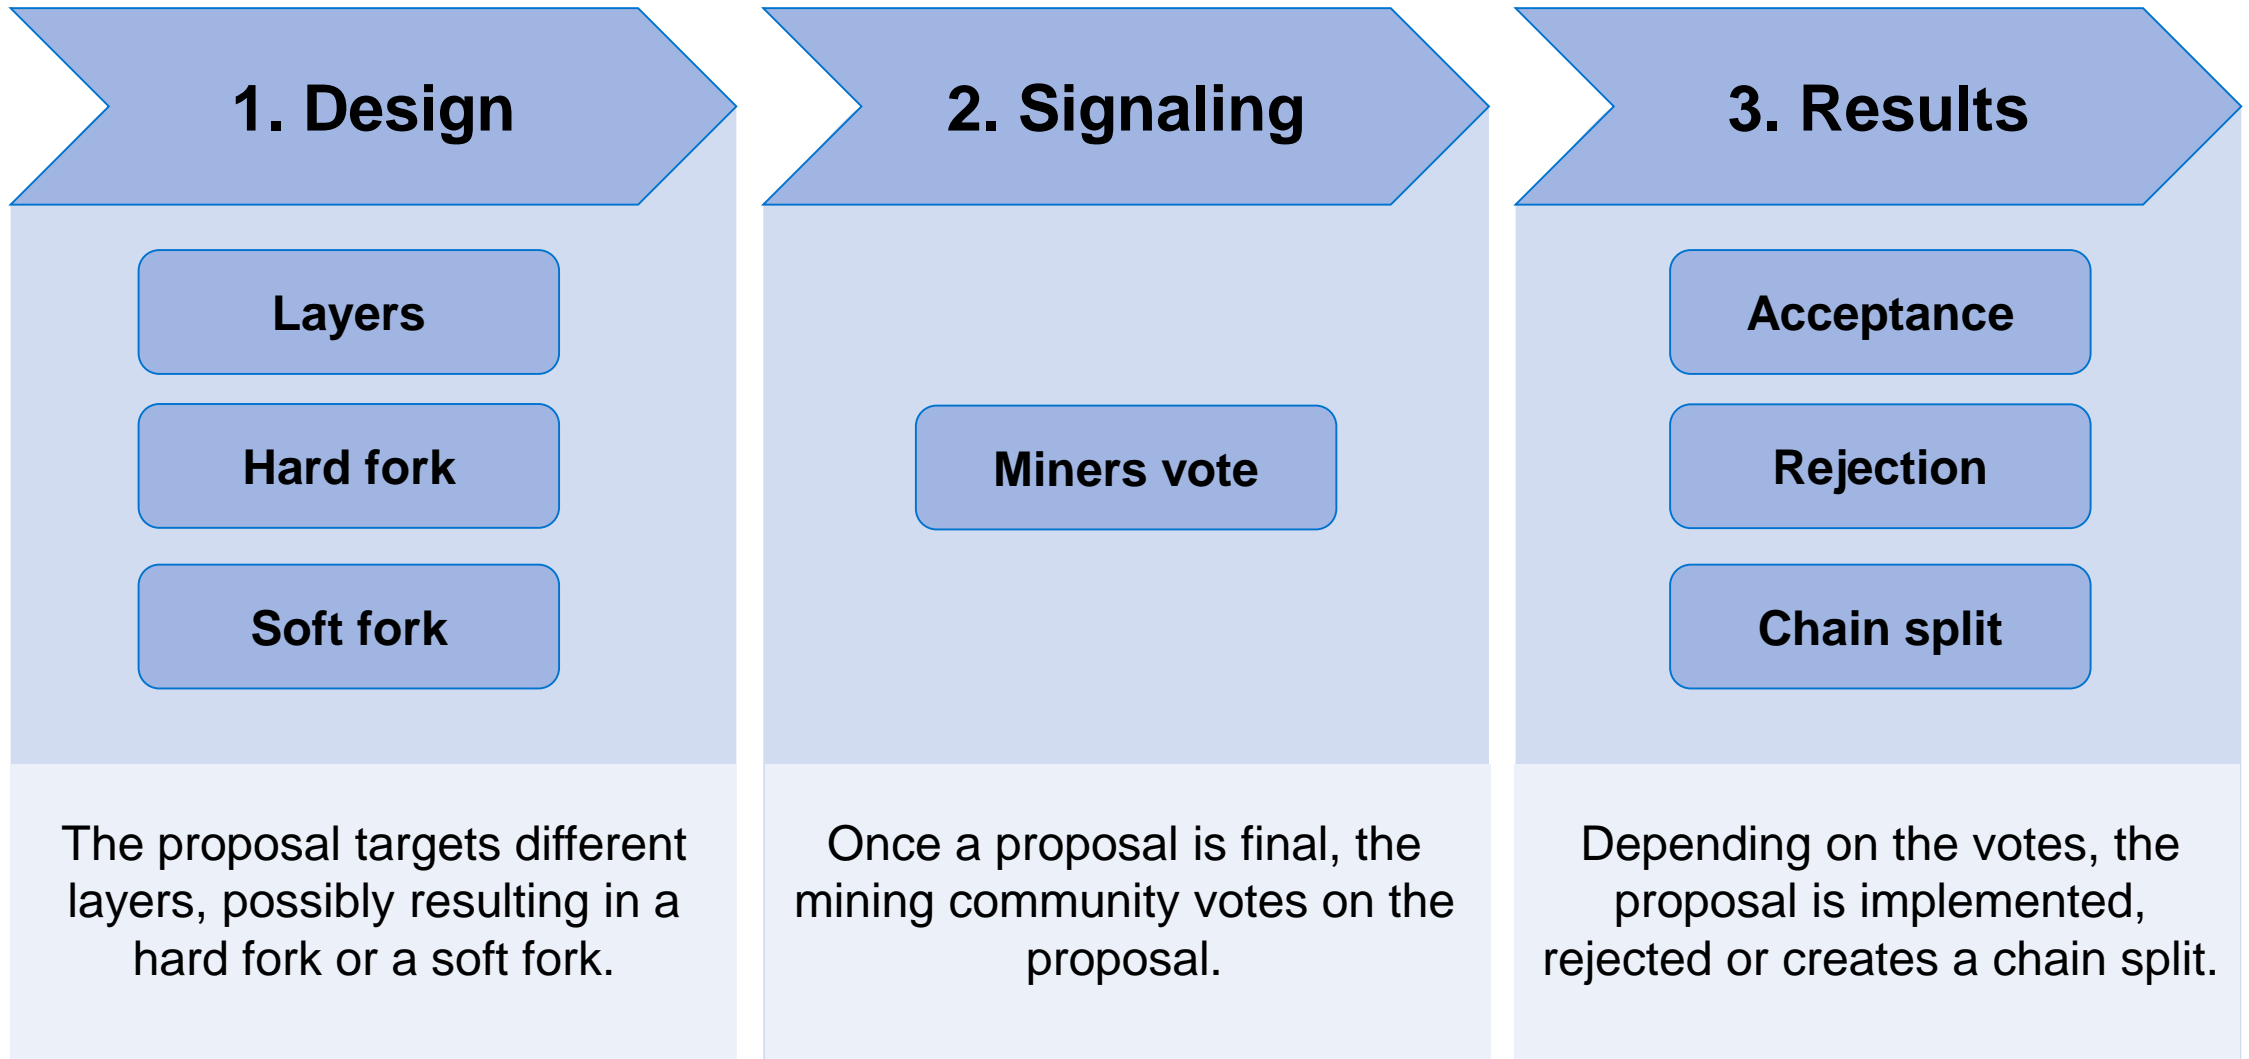 1. Design
Layers
Hard fork
Soft fork
The proposal targets different
layers, possibly resulting in a
hard fork or a soft fork.
2. Signaling
Miners vote
Once a proposal is final, the
mining community votes on the
proposal.
3. Results
Acceptance
Rejection
Chain split
Depending on the votes, the
proposal is implemented,
rejected or creates a chain split.